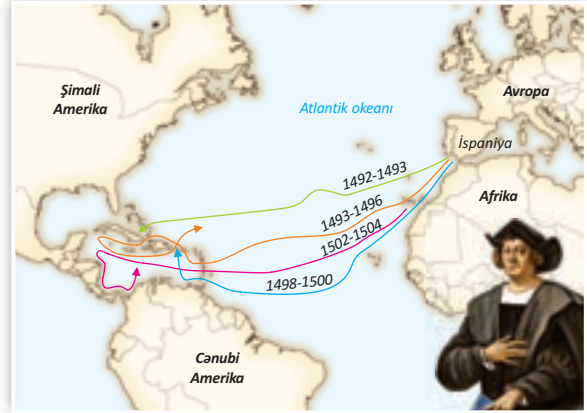 Şimali
Amerika
Atlantik okeanı
Avropa
İspaniya
Afrika
1492-1493
1493-1496
1502-1504
1498-1500
Cənubi
Amerika